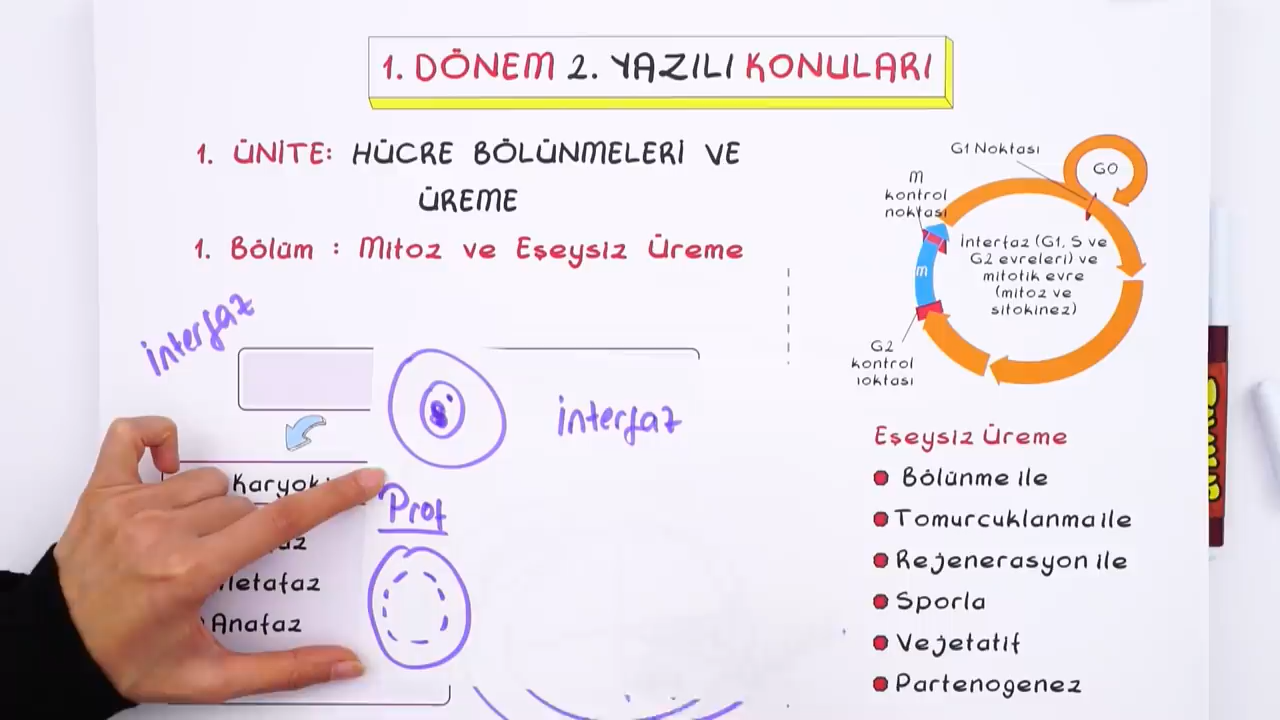 1. DÖNEM 2. YAZILI KONULARI
1. ÜNİTE: HÜCRE BÖLÜNMELERİ VE
ÜREME
1. Bölüm : Mitoz ve Eşeysiz Üreme
interfaz
interfaz
Prof
Metafaz
Anafaz
G1 Noktası
G0
m
kontrol
noktası
m
İnterfaz (G1, S ve
G2 evreleri) ve
mitotik evre
(mitoz ve
sitokinez)
G2
kontrol
Eşeysiz Üreme
Bölünme ile
Tomurcuklanma ile
Rejenerasyon ile
Sporla
Vejetatif
Partenogenez